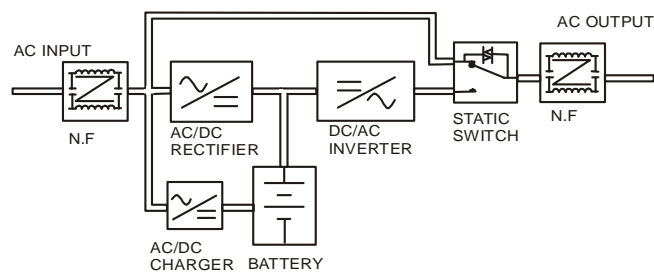 AC INPUT
AC OUTPUT
N.F
AC/DC
RECTIFIER
DC/AC
INVERTER
STATIC
SWITCH
N.F
AC/DC
CHARGER
BATTERY